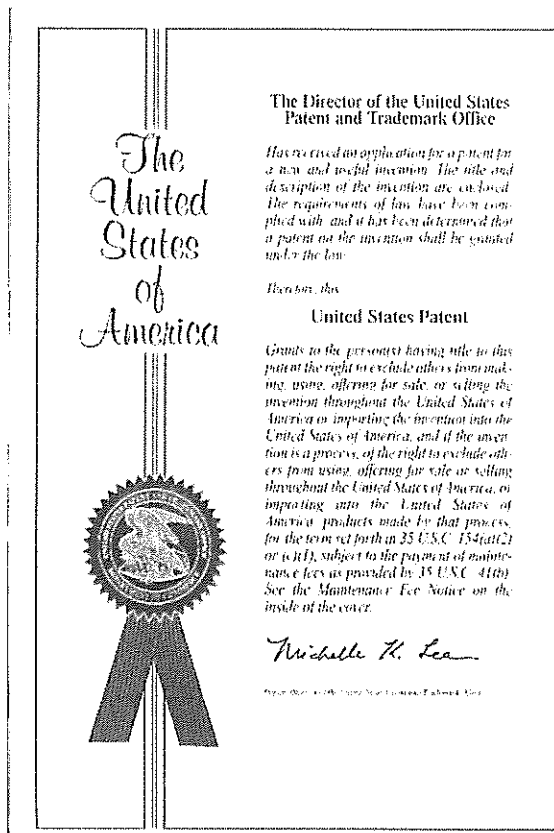 The
United
States
of
America
The Director of the United States
Patent and Trademark Office
Has received an application for a patent for
a new and useful invention. The title and
description of the invention are enclosed.
The requirements of law have been com-
plied with, and it has been determined that
a patent on the invention shall be granted
under the law.
Therefore, this
United States Patent
Grants to the person(s) having title to this
patent the right to exclude others from mak-
ing, using, offering for sale, or selling the
invention throughout the United States of
America or importing the invention into the
United States of America, and if the inven-
tion is a process, of the right to exclude oth-
ers from using, offering for sale or selling
throughout the United States of America, or
importing into the United States of
America, products made by that process,
for the term set forth in 35 U.S.C. 154(a)(2)
or (c)(1), subject to the payment of mainte-
nance fees as provided by 35 U.S.C. 41(b).
See the Maintenance Fee Notice on the
inside of the cover.
Michelle K. Lee